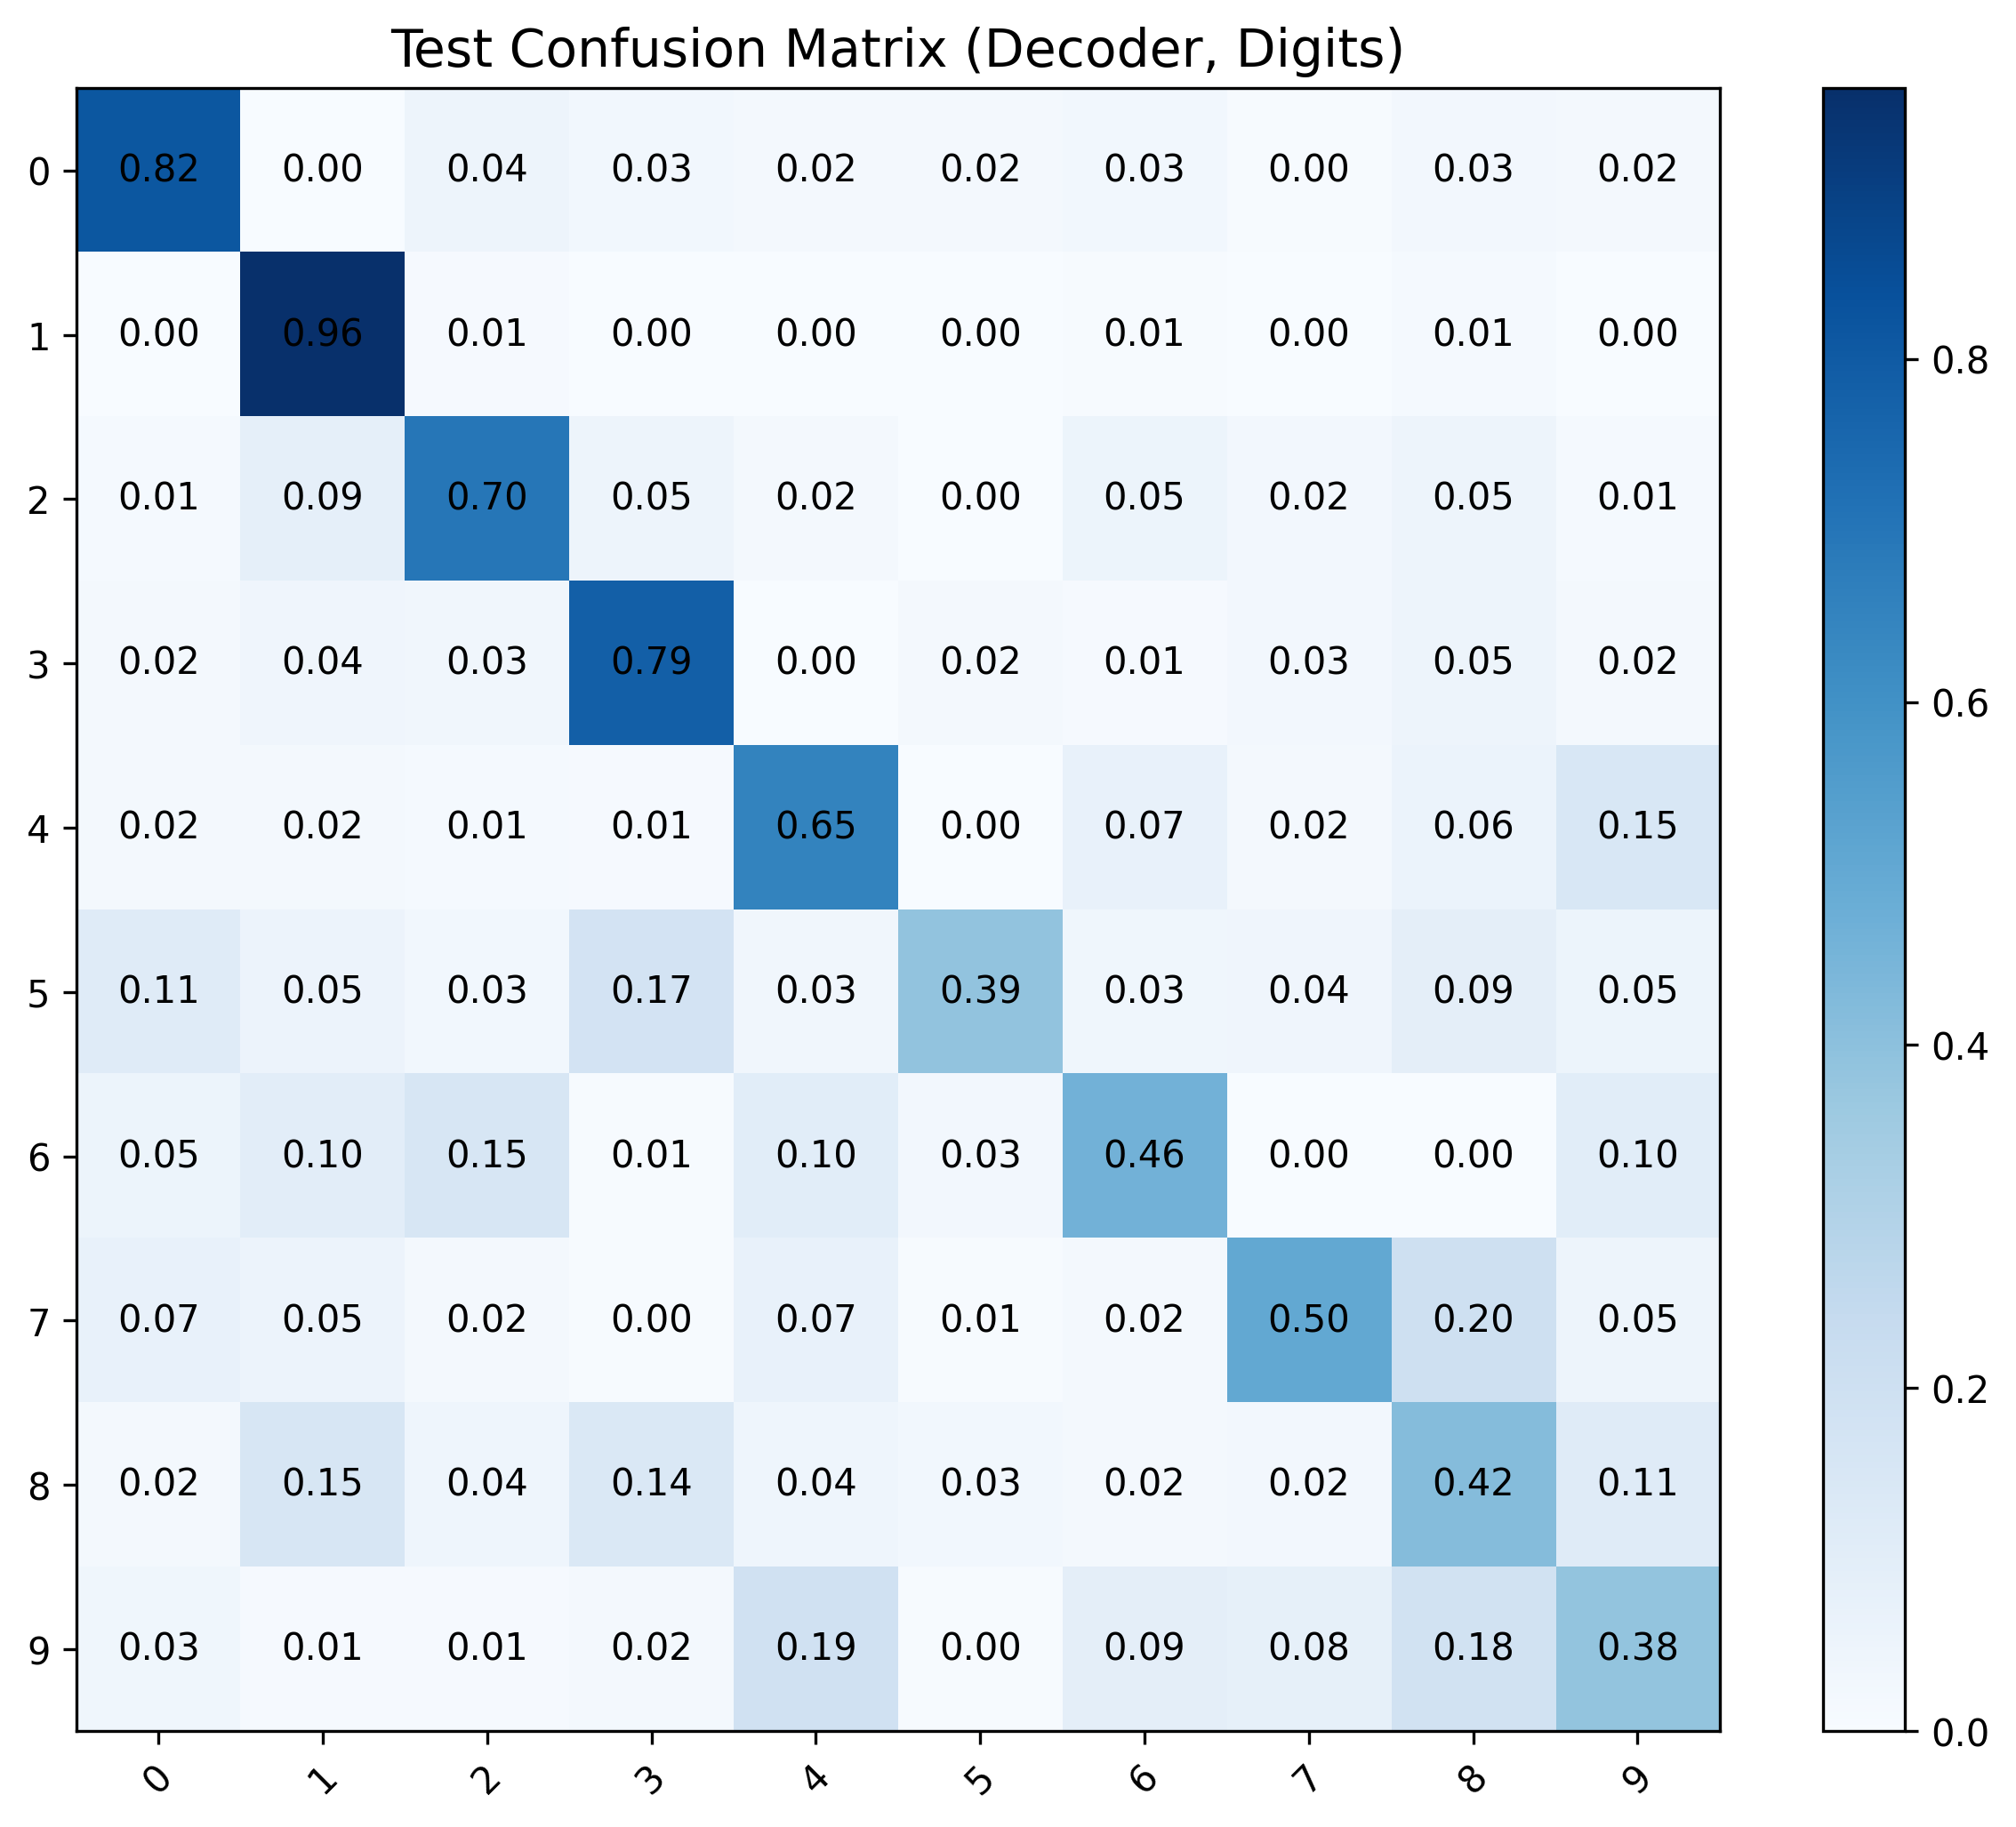 Test Confusion Matrix (Decoder, Digits)
0 0.82 0.00 0.04 0.03 0.02 0.02 0.03 0.00 0.03 0.02
1 0.00 0.96 0.01 0.00 0.00 0.00 0.01 0.00 0.01 0.00
2 0.01 0.09 0.70 0.05 0.02 0.00 0.05 0.02 0.05 0.01
3 0.02 0.04 0.03 0.79 0.00 0.02 0.01 0.03 0.05 0.02
4 0.02 0.02 0.01 0.01 0.65 0.00 0.07 0.02 0.06 0.15
5 0.11 0.05 0.03 0.17 0.03 0.39 0.03 0.04 0.09 0.05
6 0.05 0.10 0.15 0.01 0.10 0.03 0.46 0.00 0.00 0.10
7 0.07 0.05 0.02 0.00 0.07 0.01 0.02 0.50 0.20 0.05
8 0.02 0.15 0.04 0.14 0.04 0.03 0.02 0.02 0.42 0.11
9 0.03 0.01 0.01 0.02 0.19 0.00 0.09 0.08 0.18 0.38
0 1 2 3 4 5 6 7 8 9
0.8
0.6
0.4
0.2
0.0